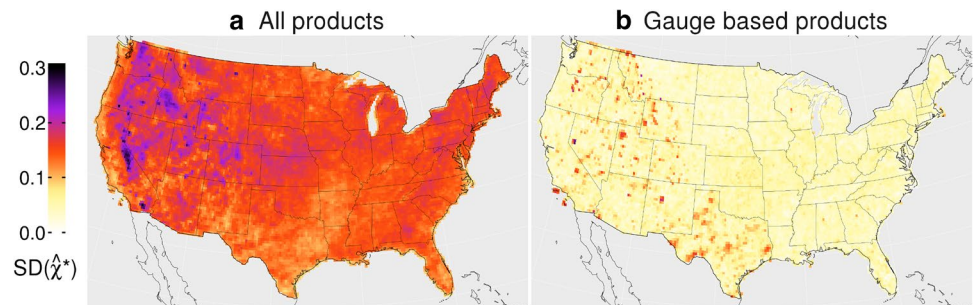 a All products
b Gauge based products
0.3
0.2
0.1
0.0
SD(χ̂*)